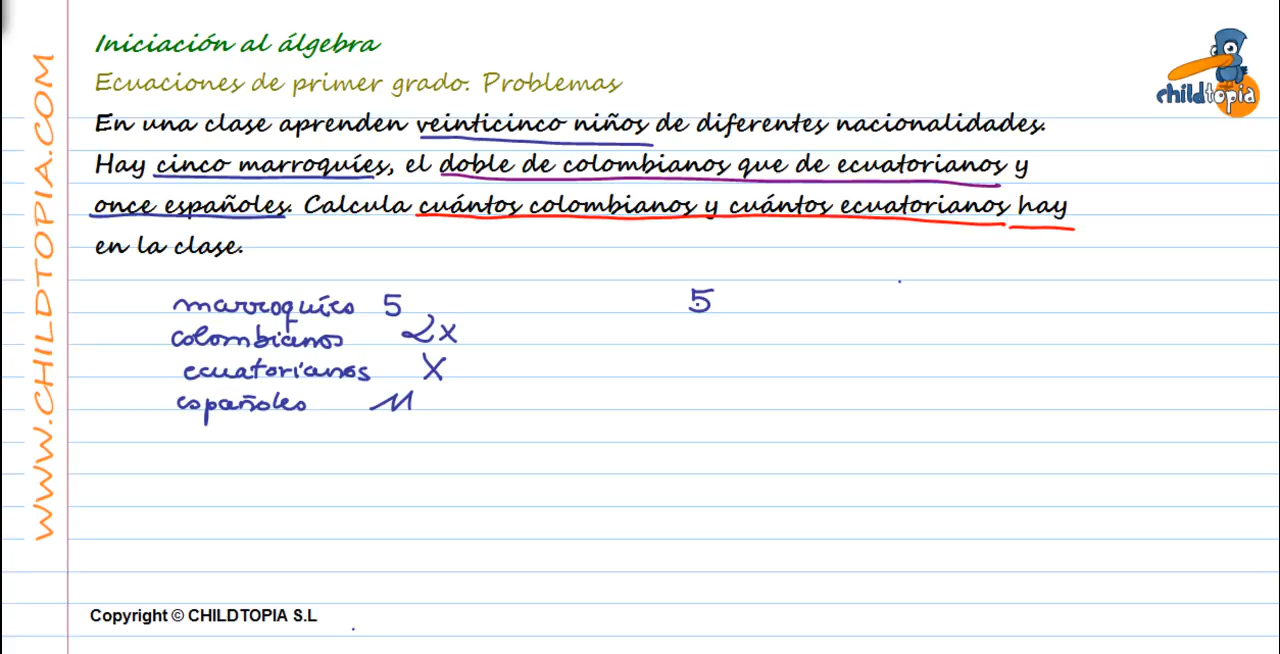 Iniciación al álgebra
Ecuaciones de primer grado. Problemas
childtopia
En una clase aprenden veinticinco niños de diferentes nacionalidades.
Hay cinco marroquíes, el doble de colombianos que de ecuatorianos y
once españoles. Calcula cuántos colombianos y cuántos ecuatorianos hay
en la clase.
marroquíes 5 5
colombianos 2x
ecuatorianos x
españoles 11
Copyright © CHILDTOPIA S.L
WWW.CHILDTOPIA.COM